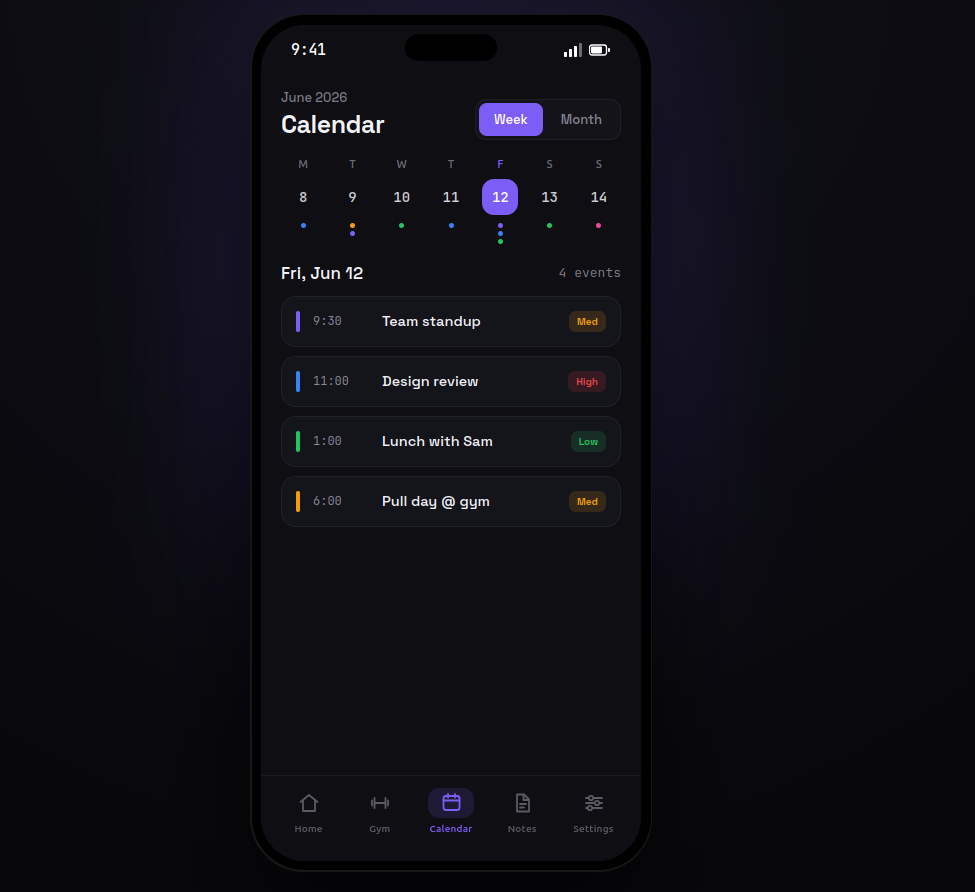 9:41
June 2026
Calendar
Week Month
M T W T F S S
8 9 10 11 12 13 14
Fri, Jun 12 4 events
9:30 Team standup Med
11:00 Design review High
1:00 Lunch with Sam Low
6:00 Pull day @ gym Med
Home Gym Calendar Notes Settings